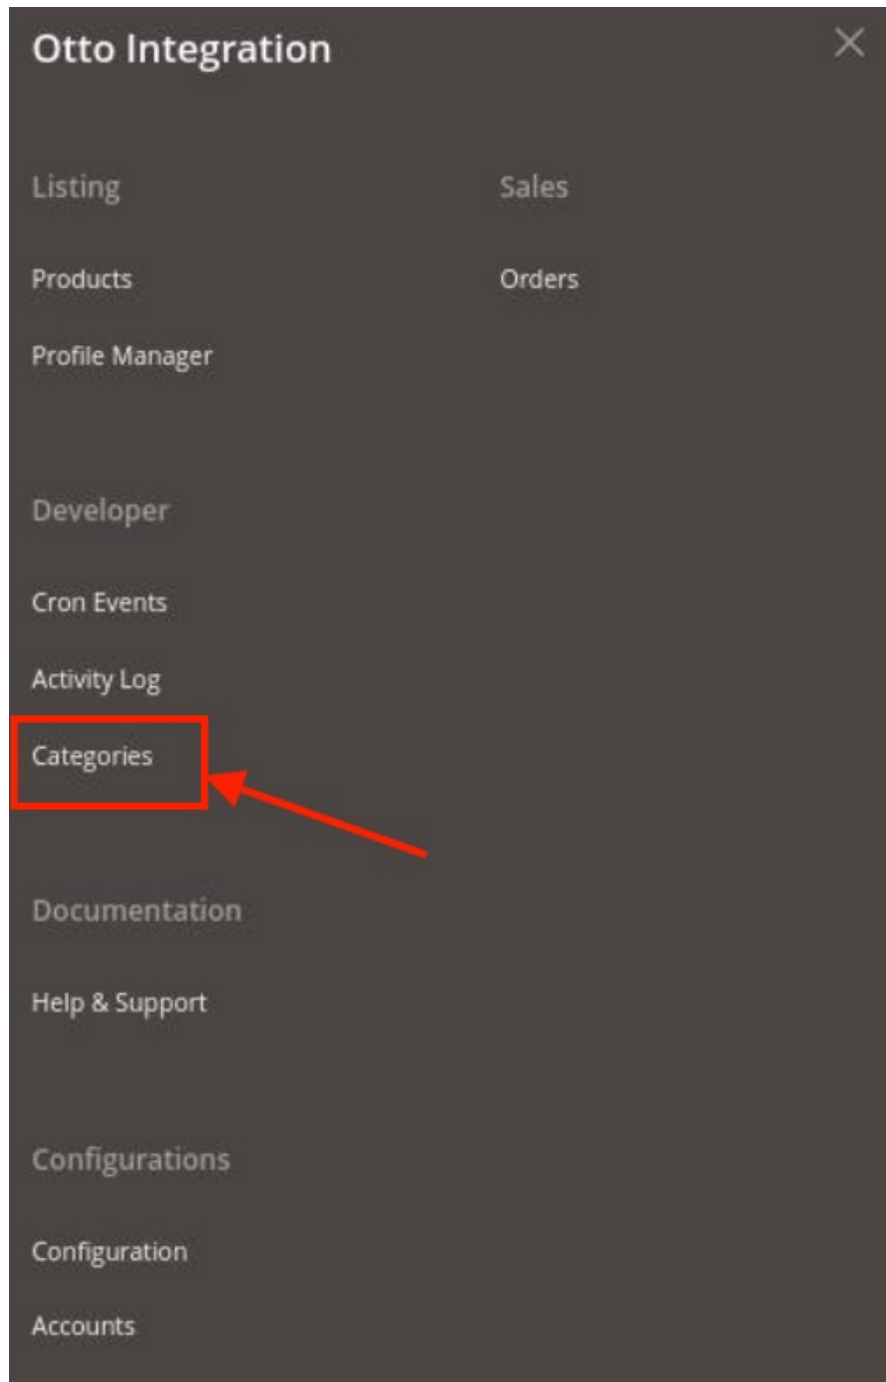 Otto Integration
Listing
Products
Profile Manager
Sales
Orders
Developer
Cron Events
Activity Log
Categories
Documentation
Help & Support
Configurations
Configuration
Accounts